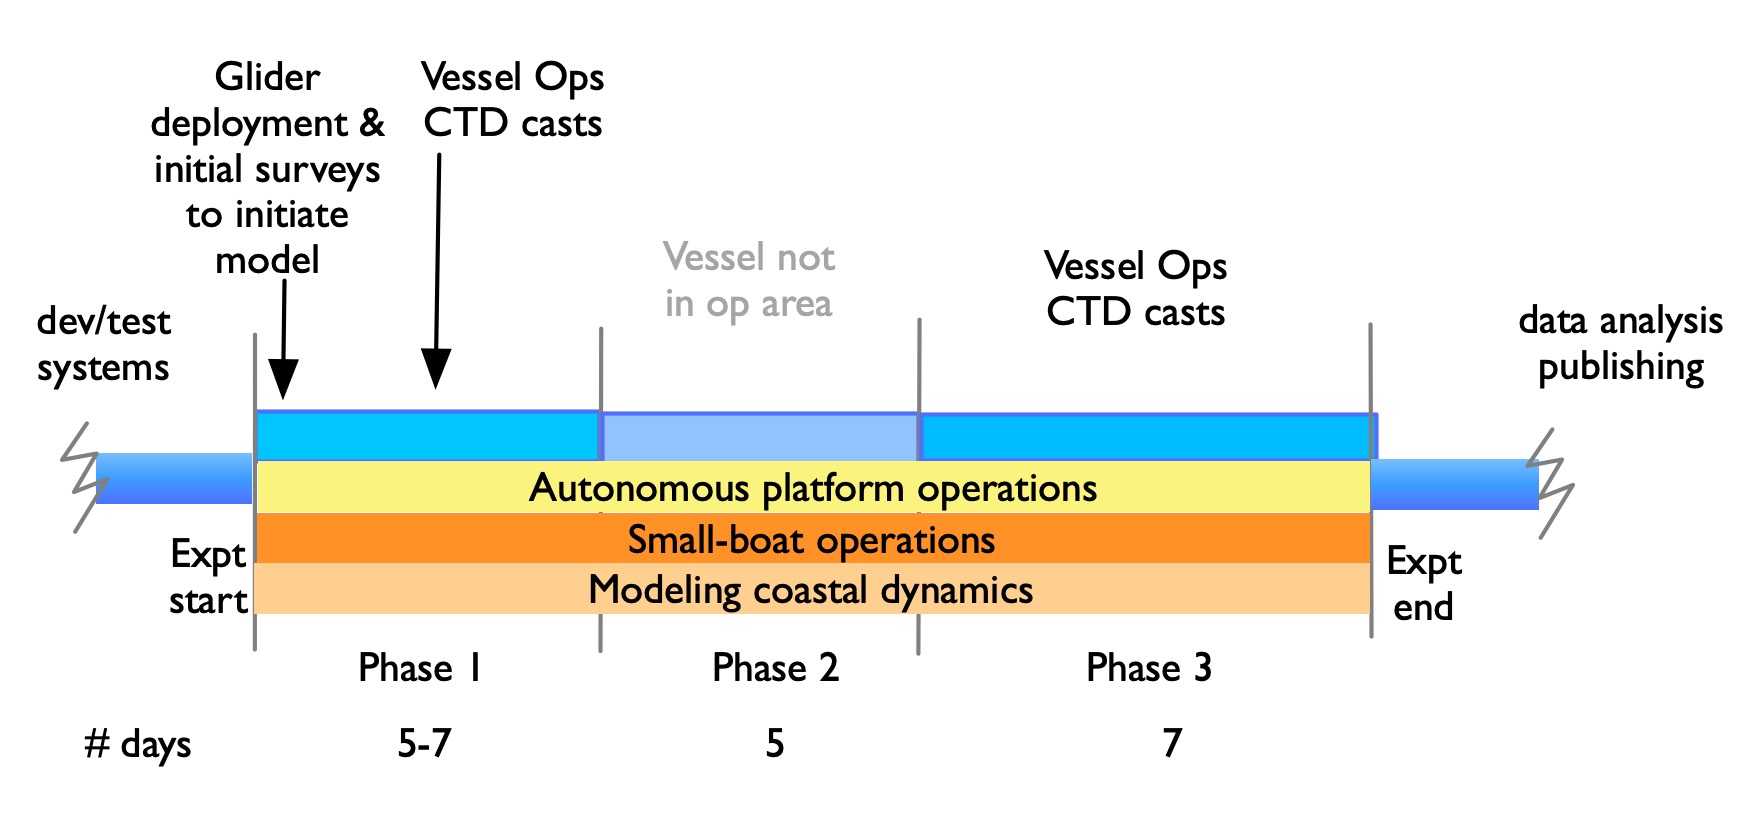 Glider
deployment &
initial surveys
to initiate
model
Vessel Ops
CTD casts
Vessel not
in op area
Vessel Ops
CTD casts
dev/test
systems
data analysis
publishing
Autonomous platform operations
Small-boat operations
Modeling coastal dynamics
Expt
start
Expt
end
Phase 1
Phase 2
Phase 3
# days
5-7
5
7